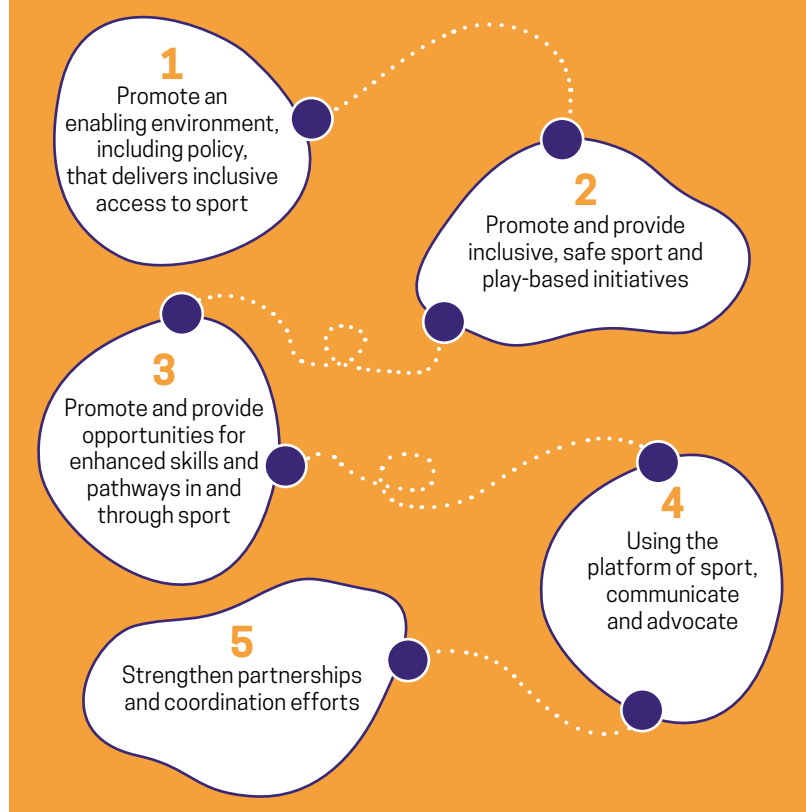 1
Promote an
enabling environment,
including policy,
that delivers inclusive
access to sport
2
Promote and provide
inclusive, safe sport and
play-based initiatives
3
Promote and provide
opportunities for
enhanced skills and
pathways in and
through sport
4
Using the
platform of sport,
communicate
and advocate
5
Strengthen partnerships
and coordination efforts